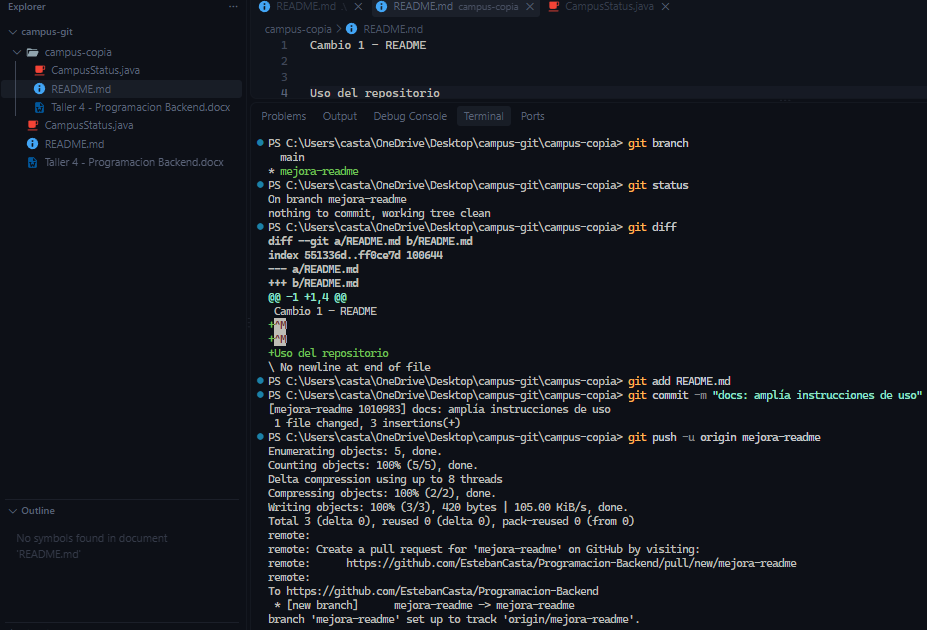 Explorer ···
campus-git
campus-copia
CampusStatus.java
README.md
Taller 4 - Programacion Backend.docx
CampusStatus.java
README.md
Taller 4 - Programacion Backend.docx
Outline
No symbols found in document
'README.md'
README.md
README.md campus-copia
CampusStatus.java
campus-copia > README.md
1 Cambio 1 - README
2
3
4 Uso del repositorio
Problems Output Debug Console Terminal Ports
PS C:\Users\casta\OneDrive\Desktop\campus-git\campus-copia> git branch
main
* mejora-readme
PS C:\Users\casta\OneDrive\Desktop\campus-git\campus-copia> git status
On branch mejora-readme
nothing to commit, working tree clean
PS C:\Users\casta\OneDrive\Desktop\campus-git\campus-copia> git diff
diff --git a/README.md b/README.md
index 551336d..ff0ce7d 100644
--- a/README.md
+++ b/README.md
@@ -1 +1,4 @@
Cambio 1 - README
+^M
+^M
+Uso del repositorio
\ No newline at end of file
PS C:\Users\casta\OneDrive\Desktop\campus-git\campus-copia> git add README.md
PS C:\Users\casta\OneDrive\Desktop\campus-git\campus-copia> git commit -m "docs: amplía instrucciones de uso"
[mejora-readme 1010983] docs: amplía instrucciones de uso
1 file changed, 3 insertions(+)
PS C:\Users\casta\OneDrive\Desktop\campus-git\campus-copia> git push -u origin mejora-readme
Enumerating objects: 5, done.
Counting objects: 100% (5/5), done.
Delta compression using up to 8 threads
Compressing objects: 100% (2/2), done.
Writing objects: 100% (3/3), 420 bytes | 105.00 KiB/s, done.
Total 3 (delta 0), reused 0 (delta 0), pack-reused 0 (from 0)
remote:
remote: Create a pull request for 'mejora-readme' on GitHub by visiting:
remote: https://github.com/EstebanCasta/Programacion-Backend/pull/new/mejora-readme
remote:
To https://github.com/EstebanCasta/Programacion-Backend
* [new branch] mejora-readme -> mejora-readme
branch 'mejora-readme' set up to track 'origin/mejora-readme'.